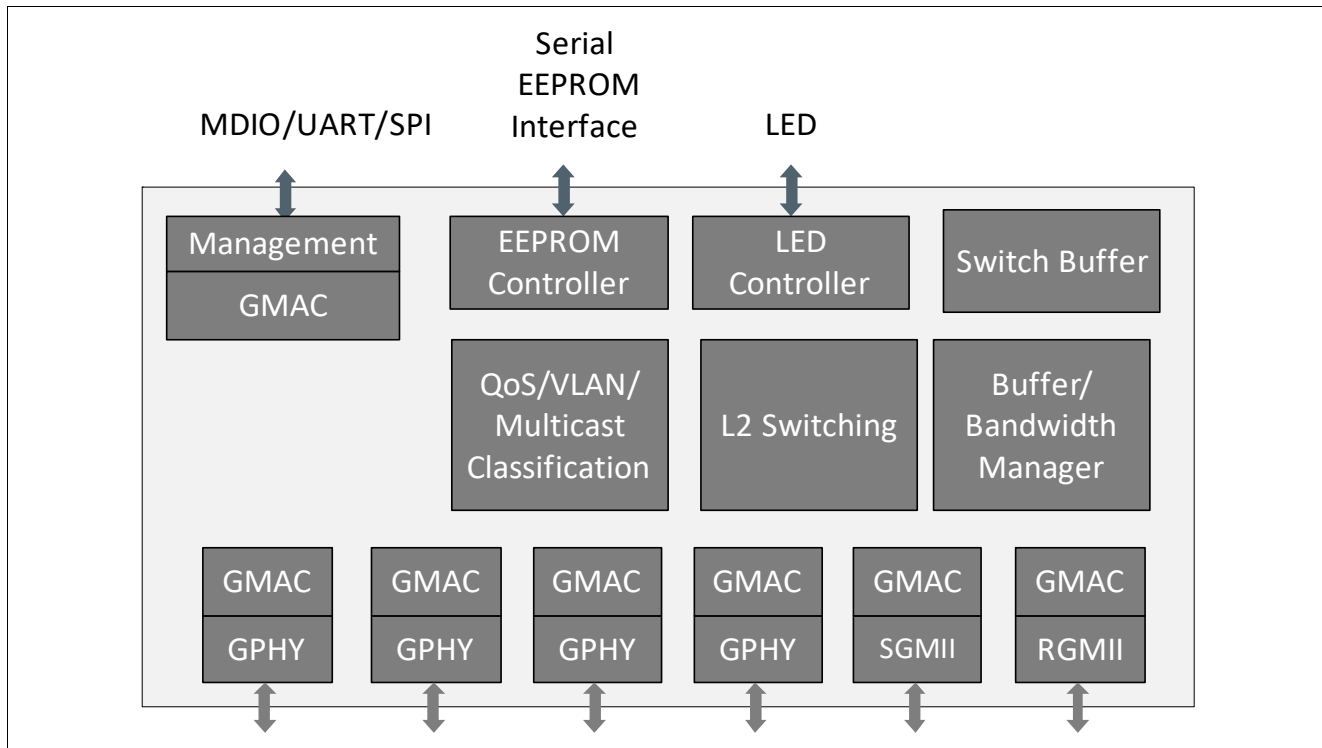 Serial
EEPROM
Interface
MDIO/UART/SPI
LED
Management
GMAC
EEPROM
Controller
LED
Controller
Switch Buffer
QoS/VLAN/
Multicast
Classification
L2 Switching
Buffer/
Bandwidth
Manager
GMAC
GPHY
GMAC
GPHY
GMAC
GPHY
GMAC
GPHY
GMAC
SGMII
GMAC
RGMII